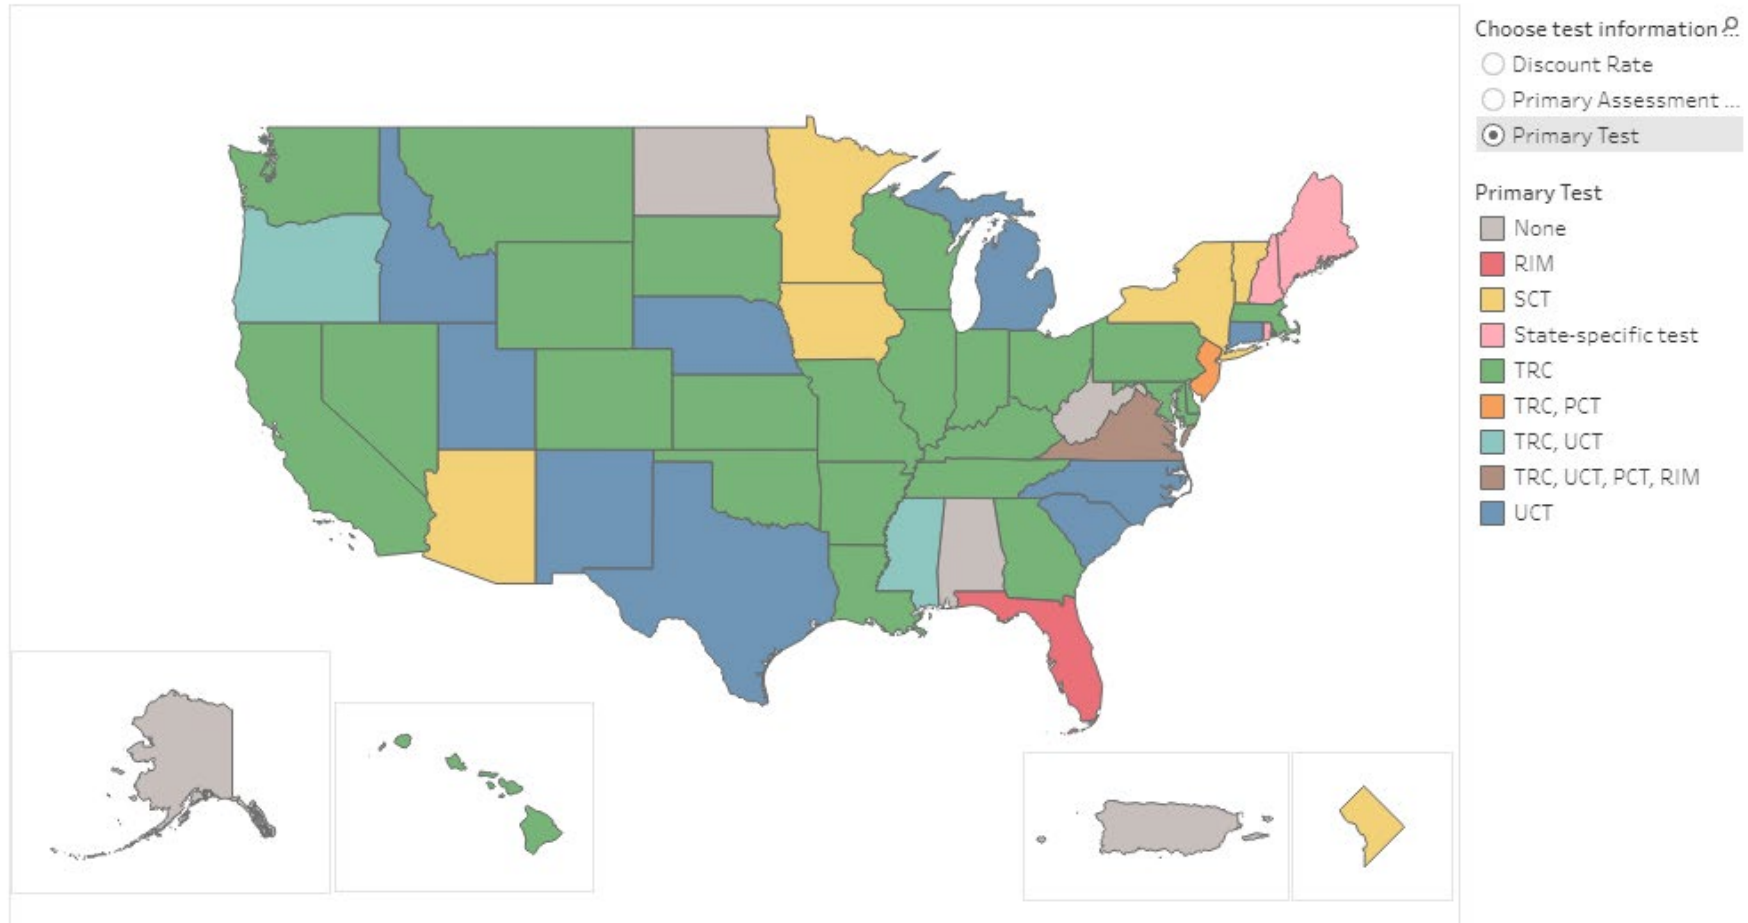 Choose test information
Discount Rate
Primary Assessment ...
Primary Test
Primary Test
None
RIM
SCT
State-specific test
TRC
TRC, PCT
TRC, UCT
TRC, UCT, PCT, RIM
UCT